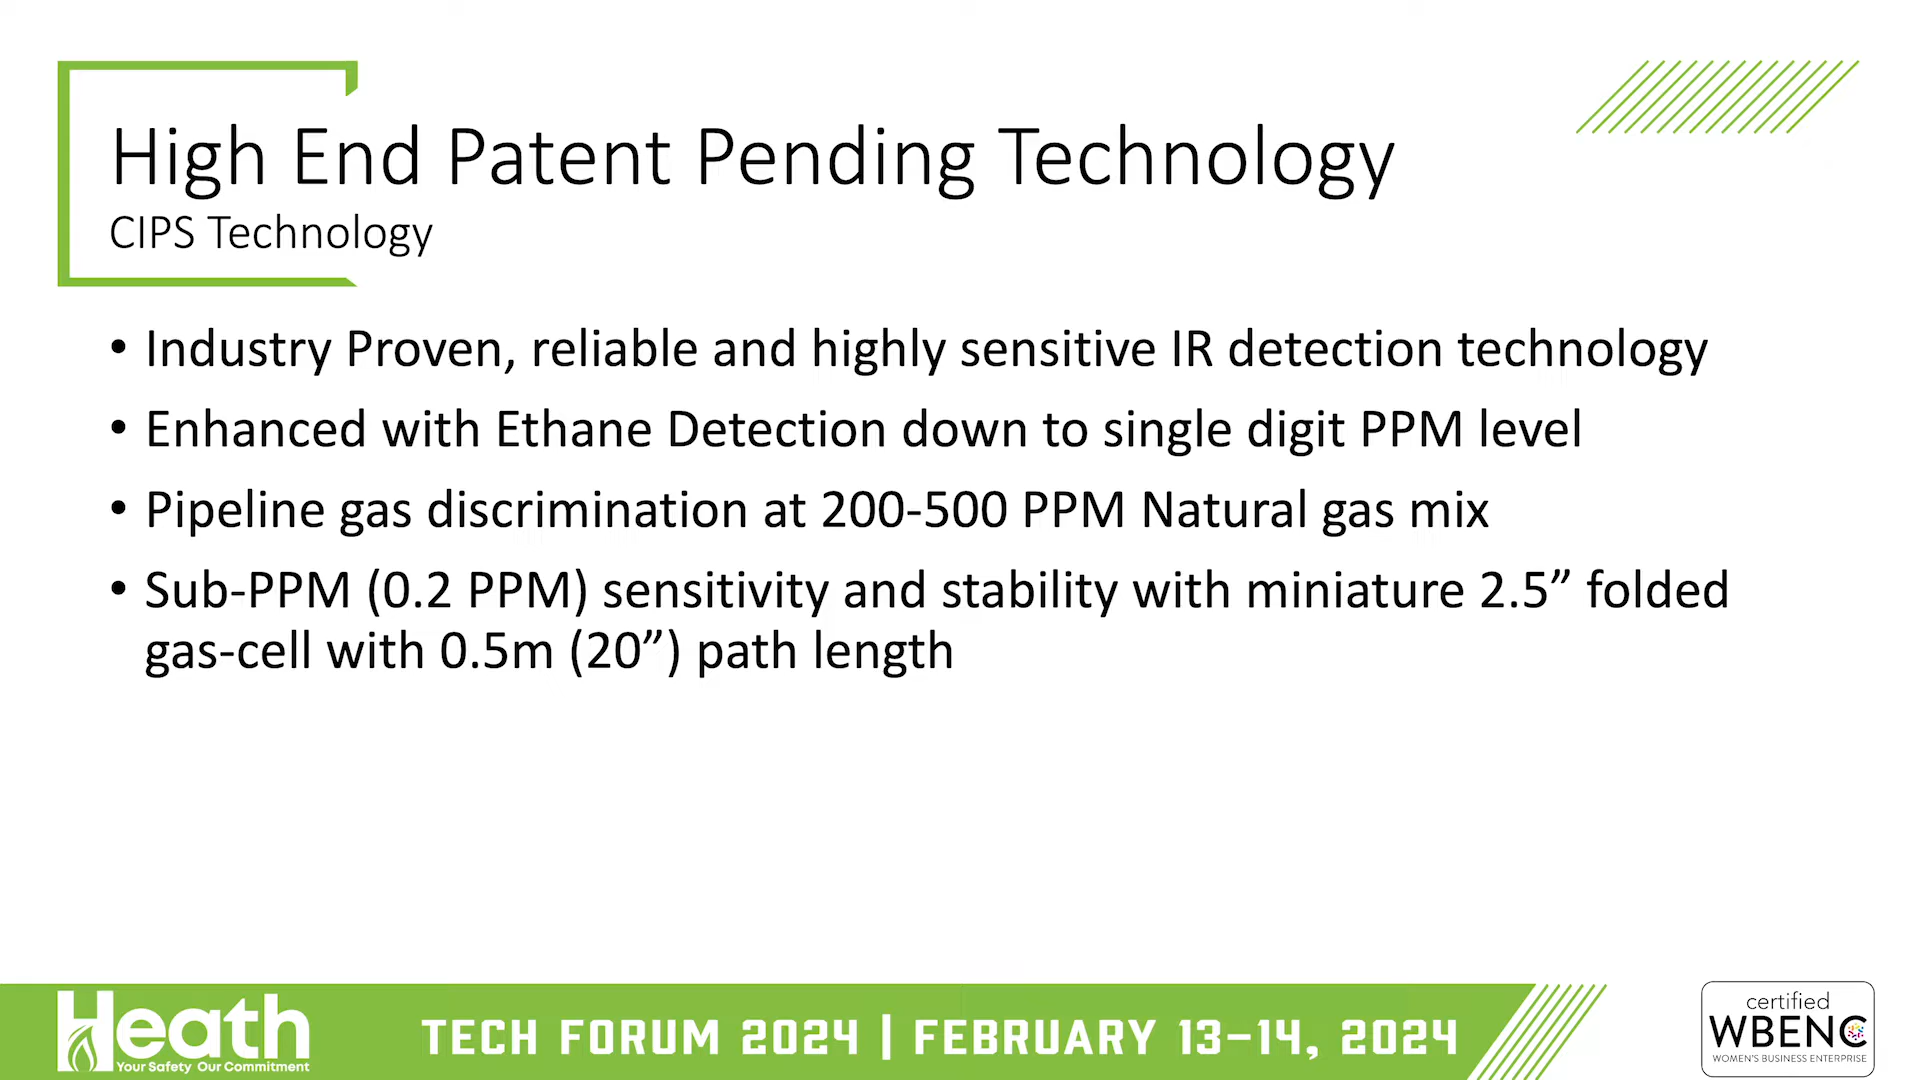 High End Patent Pending Technology
CIPS Technology
• Industry Proven, reliable and highly sensitive IR detection technology
• Enhanced with Ethane Detection down to single digit PPM level
• Pipeline gas discrimination at 200-500 PPM Natural gas mix
• Sub-PPM (0.2 PPM) sensitivity and stability with miniature 2.5” folded
gas-cell with 0.5m (20”) path length
Heath
Your Safety Our Commitment
TECH FORUM 2024 | FEBRUARY 13–14, 2024
certified
WBENC
WOMEN'S BUSINESS ENTERPRISE